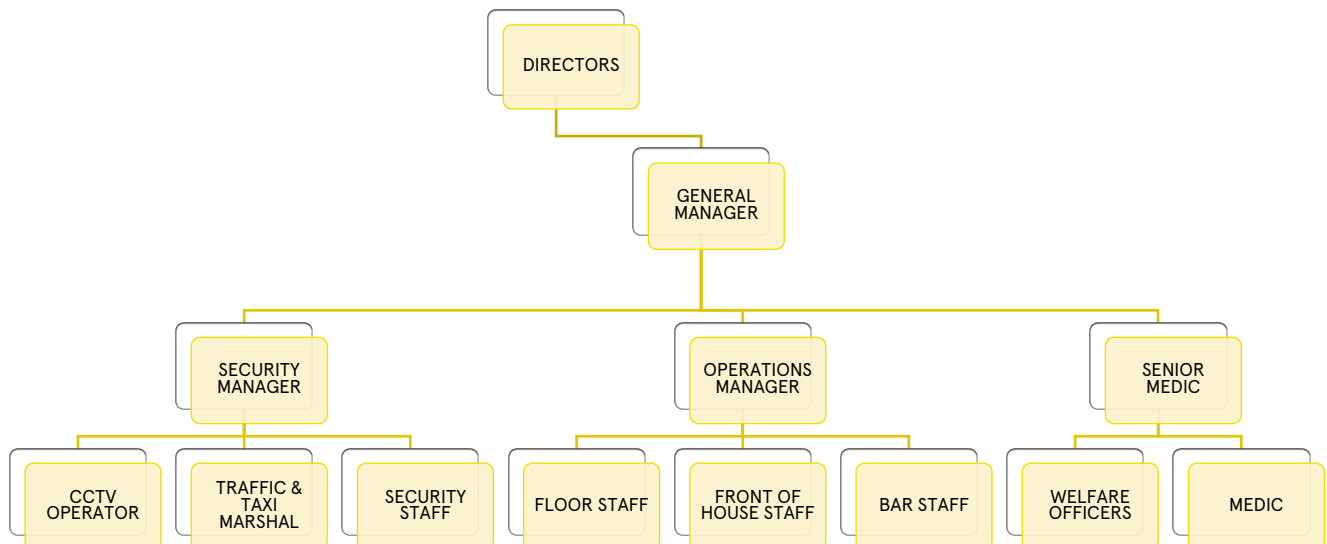 DIRECTORS
GENERAL
MANAGER
SECURITY
MANAGER
OPERATIONS
MANAGER
SENIOR
MEDIC
CCTV
OPERATOR
TRAFFIC &
TAXI
MARSHAL
SECURITY
STAFF
FLOOR STAFF
FRONT OF
HOUSE STAFF
BAR STAFF
WELFARE
OFFICERS
MEDIC